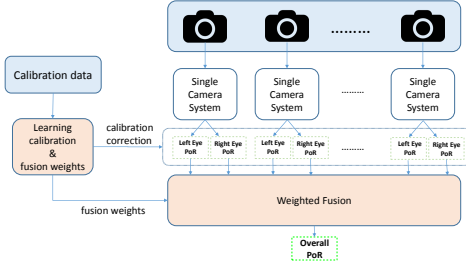 .........
Calibration data
Single
Camera
System
Single
Camera
System
.........
Single
Camera
System
Learning
calibration
&
fusion weights
calibration
correction
Left Eye
PoR
Right Eye
PoR
Left Eye
PoR
Right Eye
PoR
.........
Left Eye
PoR
Right Eye
PoR
fusion weights
Weighted Fusion
Overall
PoR